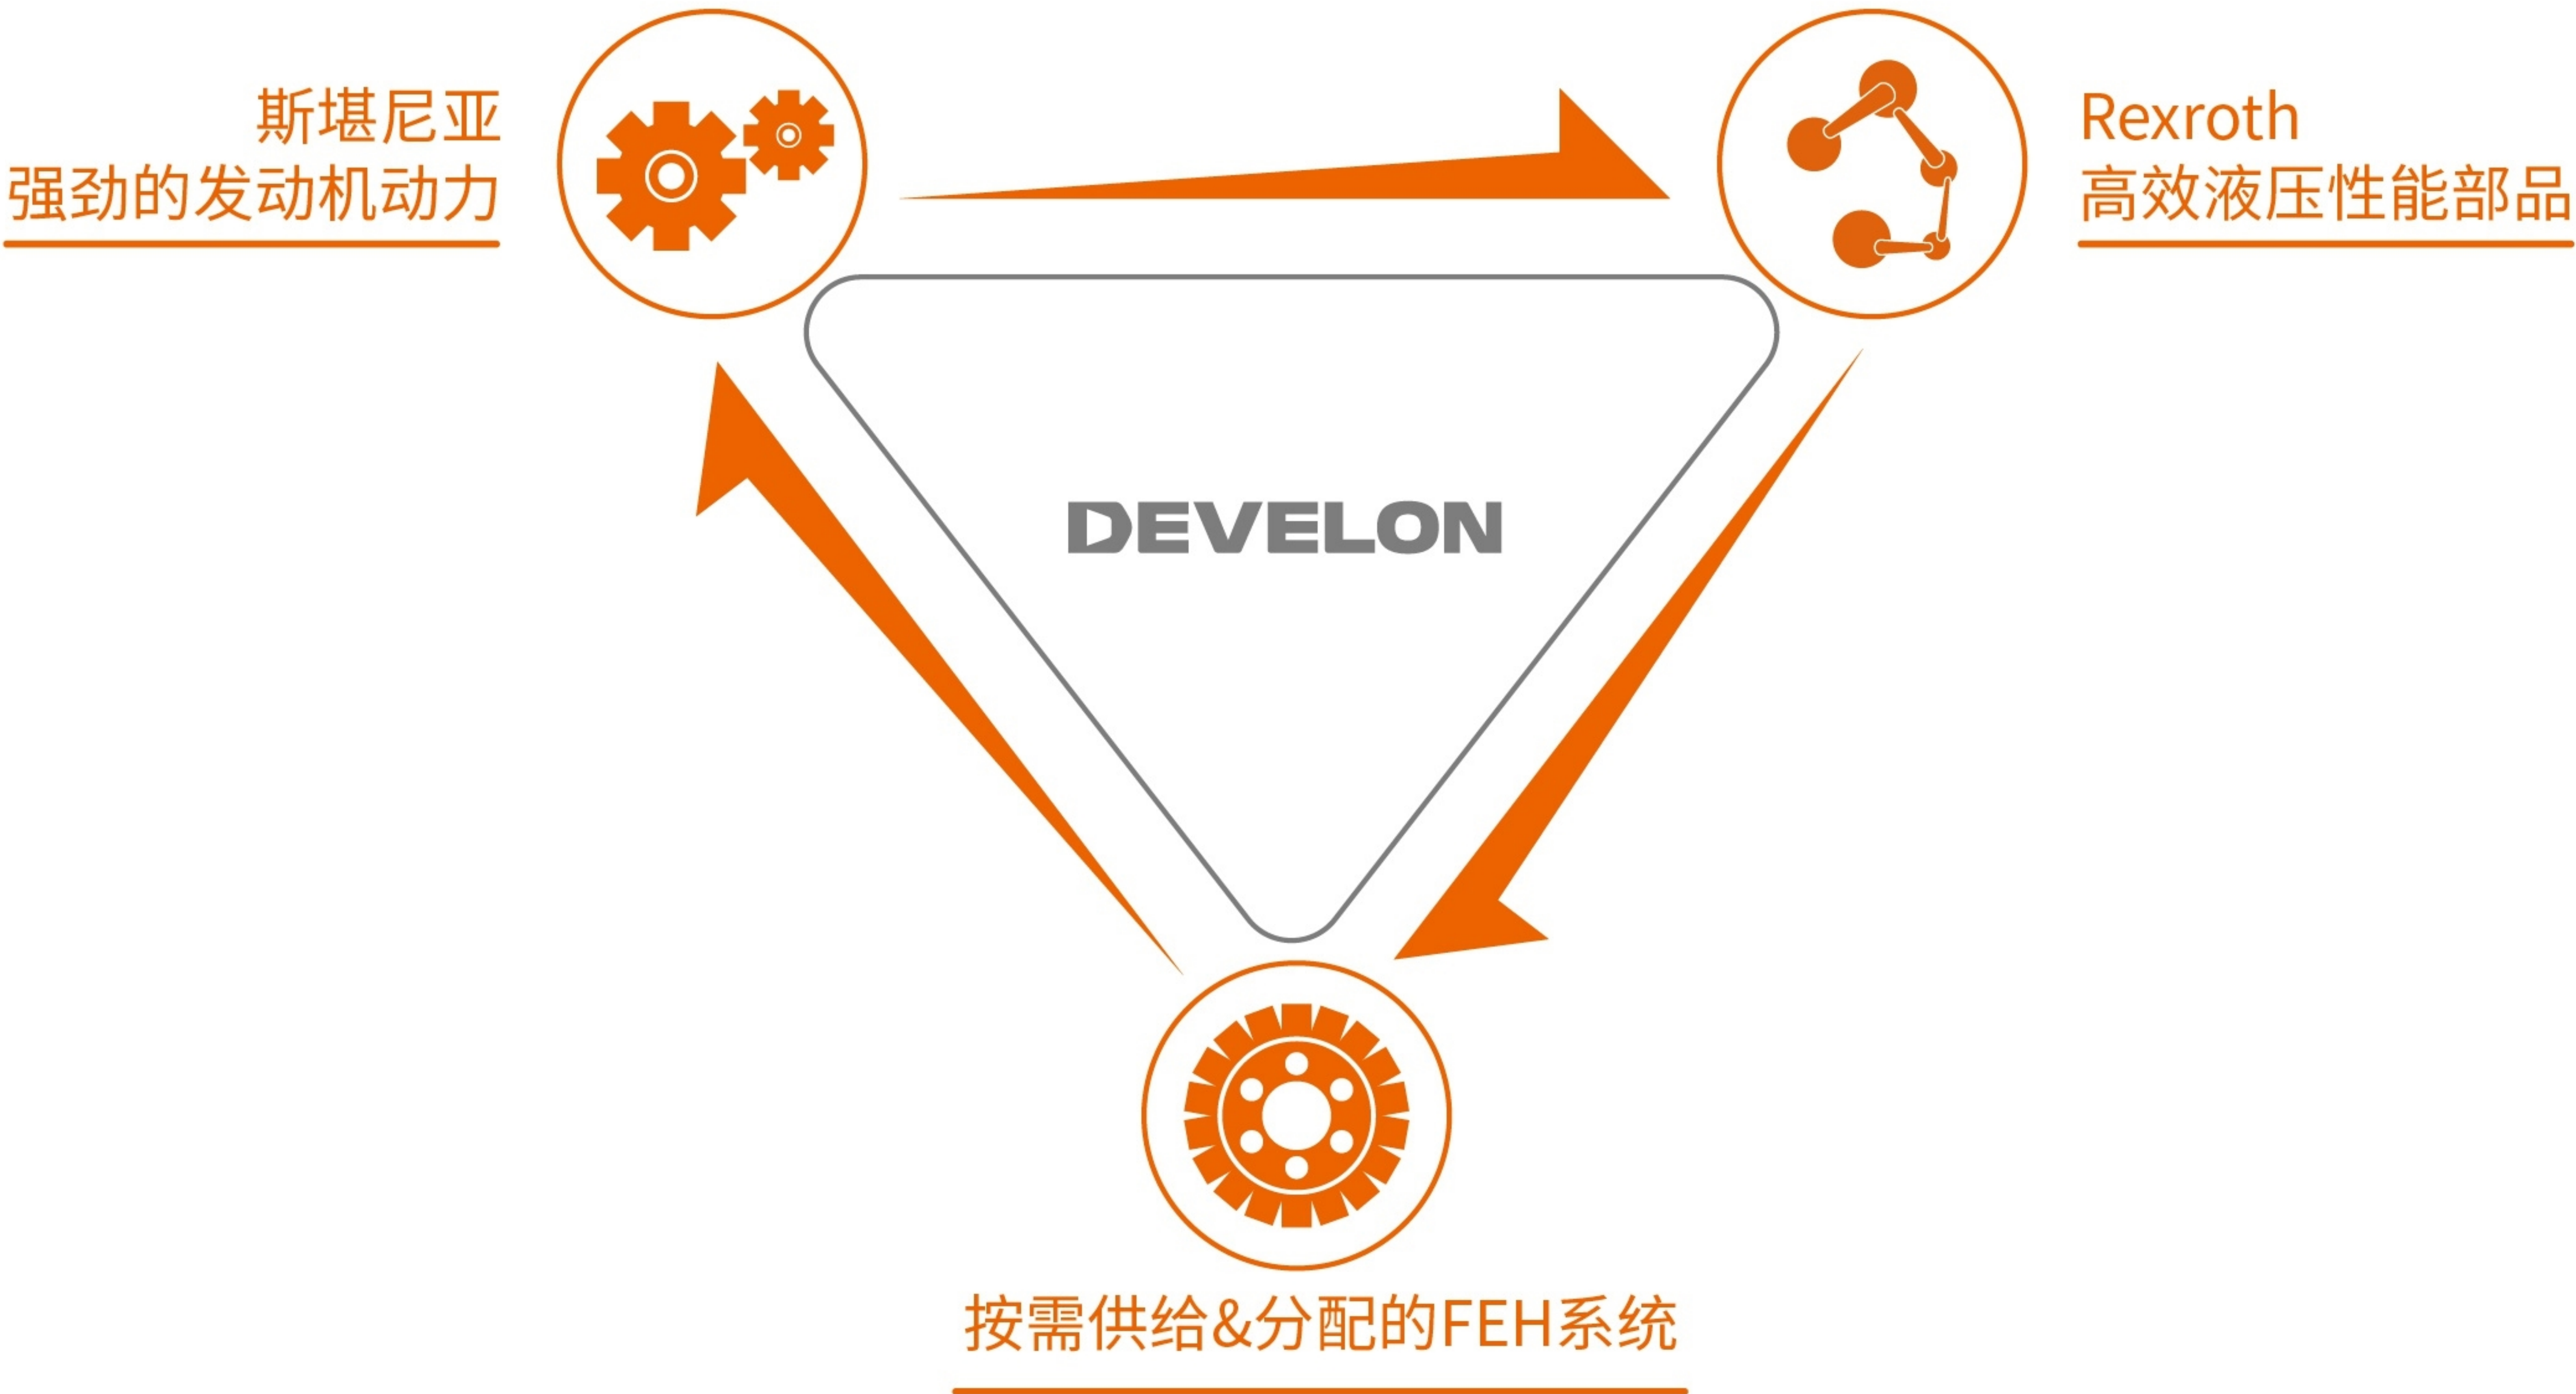 斯堪尼亚
强劲的发动机动力
Rexroth
高效液压性能部品
DEVELON
按需供给&分配的FEH系统